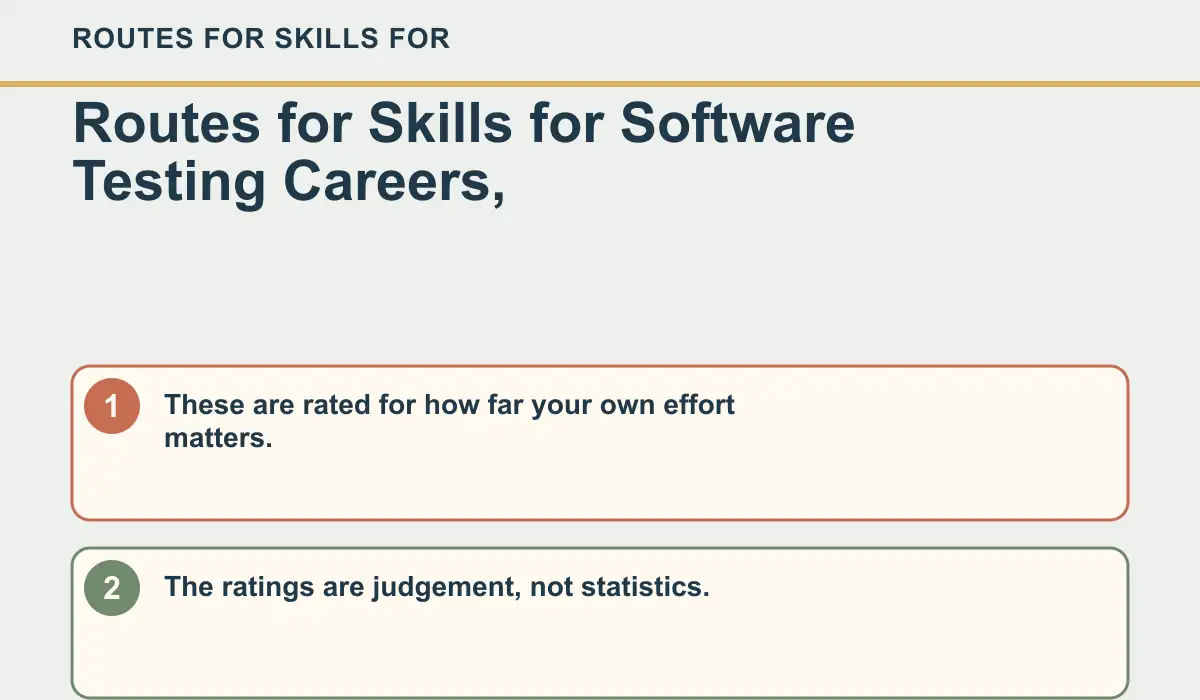 ROUTES FOR SKILLS FOR
Routes for Skills for Software
Testing Careers,
1
These are rated for how far your own effort
matters.
2
The ratings are judgement, not statistics.